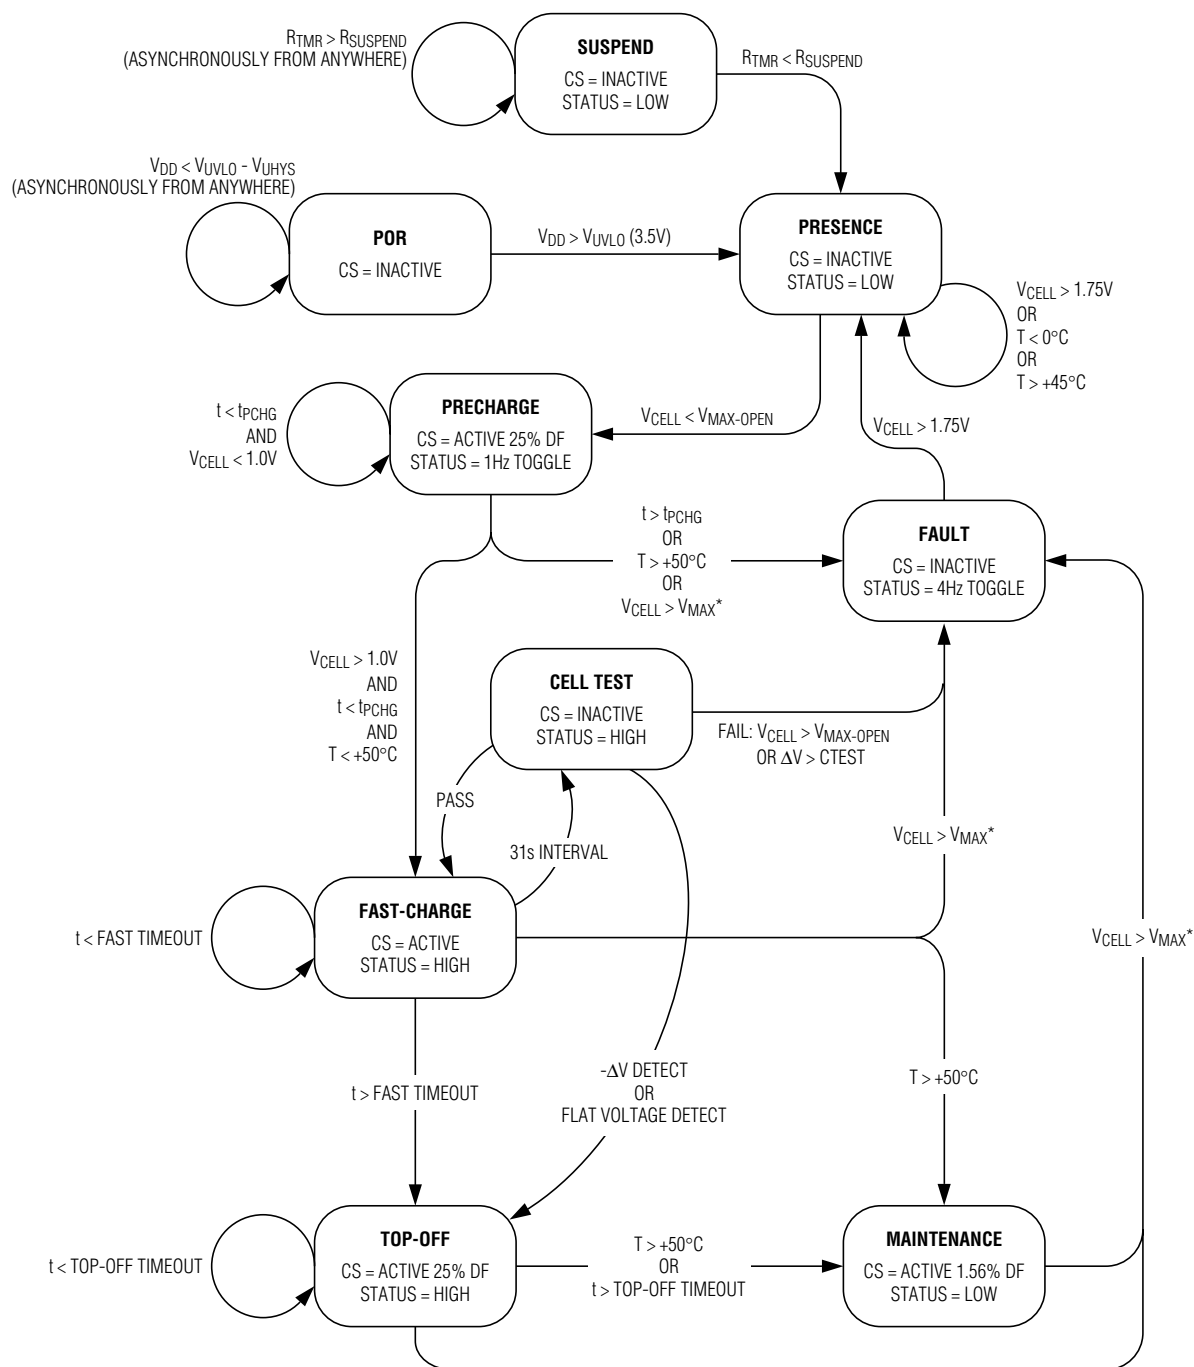 RTMR > RSUSPEND
(ASYNCHRONOUSLY FROM ANYWHERE)
SUSPEND
CS = INACTIVE
STATUS = LOW
RTMR < RSUSPEND
VDD < VUVLO - VUHYS
(ASYNCHRONOUSLY FROM ANYWHERE)
POR
CS = INACTIVE
VDD > VUVLO (3.5V)
PRESENCE
CS = INACTIVE
STATUS = LOW
VCELL > 1.75V
OR
T < 0°C
OR
T > +45°C
t < tPCHG
AND
VCELL < 1.0V
PRECHARGE
CS = ACTIVE 25% DF
STATUS = 1Hz TOGGLE
VCELL < VMAX-OPEN
VCELL > 1.75V
t > tPCHG
OR
T > +50°C
OR
VCELL > VMAX*
FAULT
CS = INACTIVE
STATUS = 4Hz TOGGLE
VCELL > 1.0V
AND
t < tPCHG
AND
T < +50°C
CELL TEST
CS = INACTIVE
STATUS = HIGH
FAIL: VCELL > VMAX-OPEN
OR ΔV > CTEST
PASS
31s INTERVAL
VCELL > VMAX*
t < FAST TIMEOUT
FAST-CHARGE
CS = ACTIVE
STATUS = HIGH
VCELL > VMAX*
t > FAST TIMEOUT
-ΔV DETECT
OR
FLAT VOLTAGE DETECT
T > +50°C
t < TOP-OFF TIMEOUT
TOP-OFF
CS = ACTIVE 25% DF
STATUS = HIGH
T > +50°C
OR
t > TOP-OFF TIMEOUT
MAINTENANCE
CS = ACTIVE 1.56% DF
STATUS = LOW